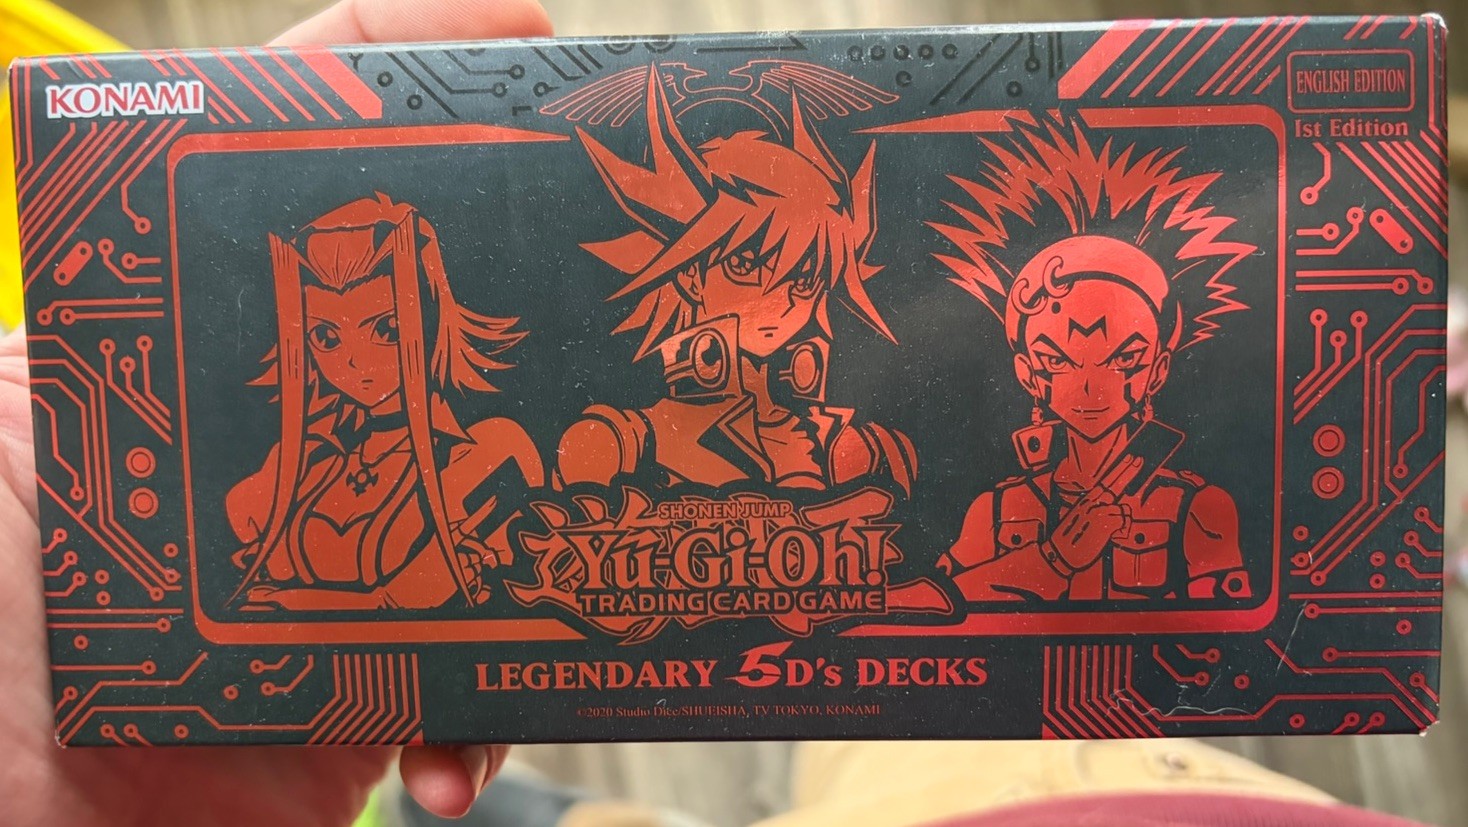 KONAMI
ENGLISH EDITION
1st Edition
SHONEN JUMP
Yu-Gi-Oh!
TRADING CARD GAME
LEGENDARY 5D's DECKS
©2020 Studio Dice/SHUEISHA, TV TOKYO, KONAMI